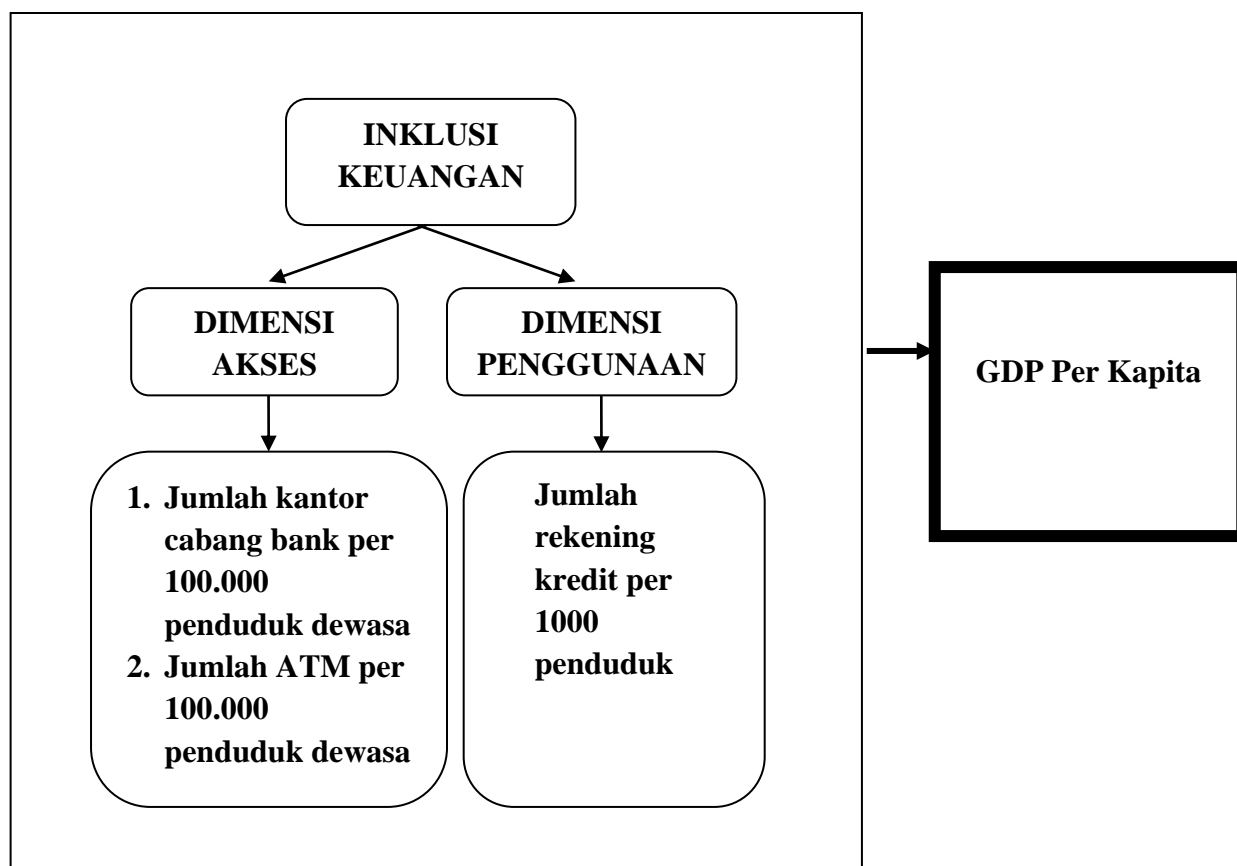 INKLUSI
KEUANGAN
DIMENSI
AKSES
DIMENSI
PENGGUNAAN
1. Jumlah kantor
cabang bank per
100.000
penduduk dewasa
2. Jumlah ATM per
100.000
penduduk dewasa
Jumlah
rekening
kredit per
1000
penduduk
GDP Per Kapita